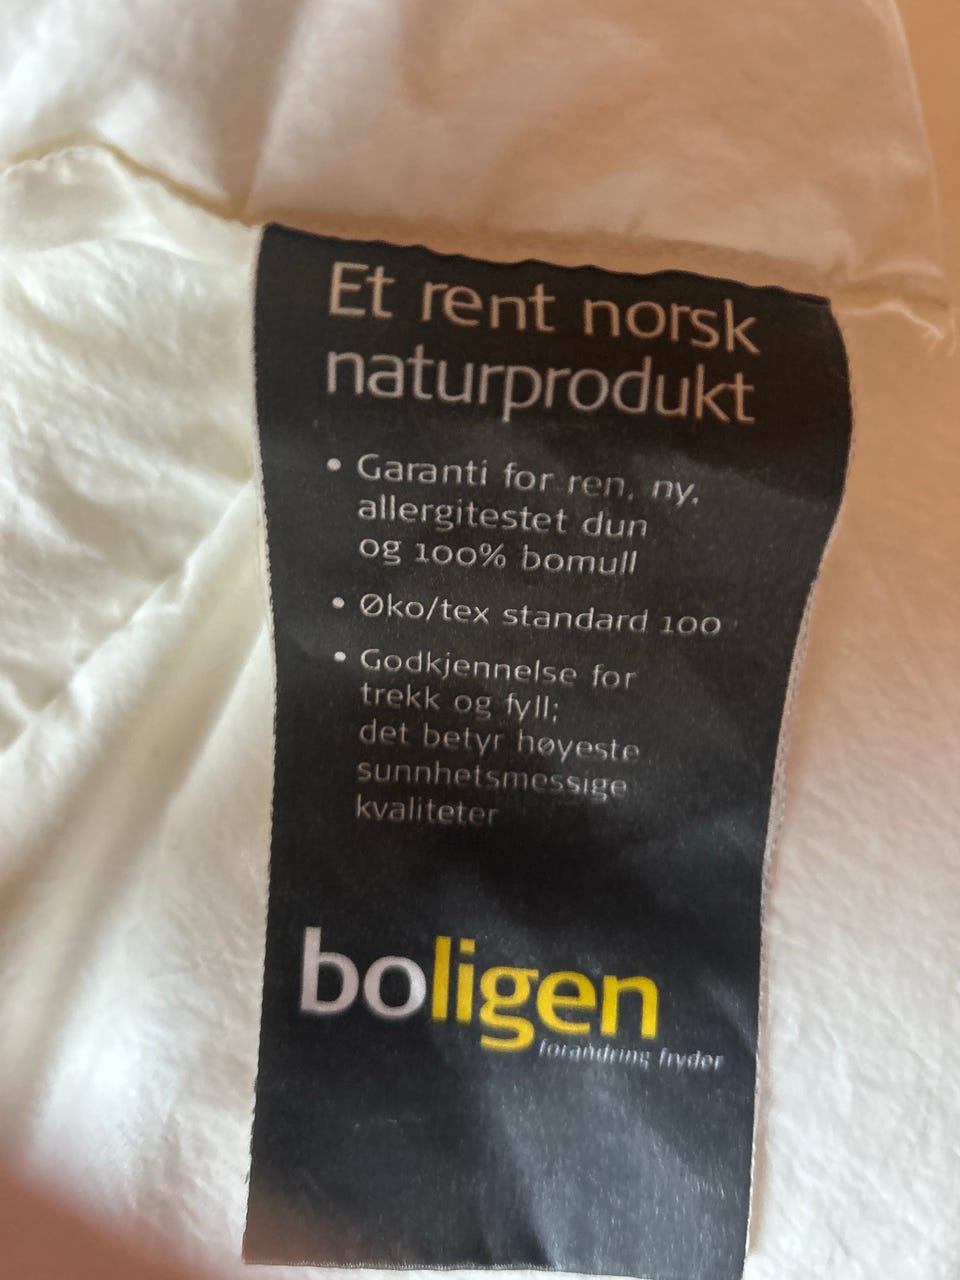 Et rent norsk
naturprodukt
• Garanti for ren, ny,
allergitestet dun
og 100% bomull
• Øko/tex standard 100
• Godkjennelse for
trekk og fyll;
det betyr høyeste
sunnhetsmessige
kvaliteter
boligen
forandring fryder